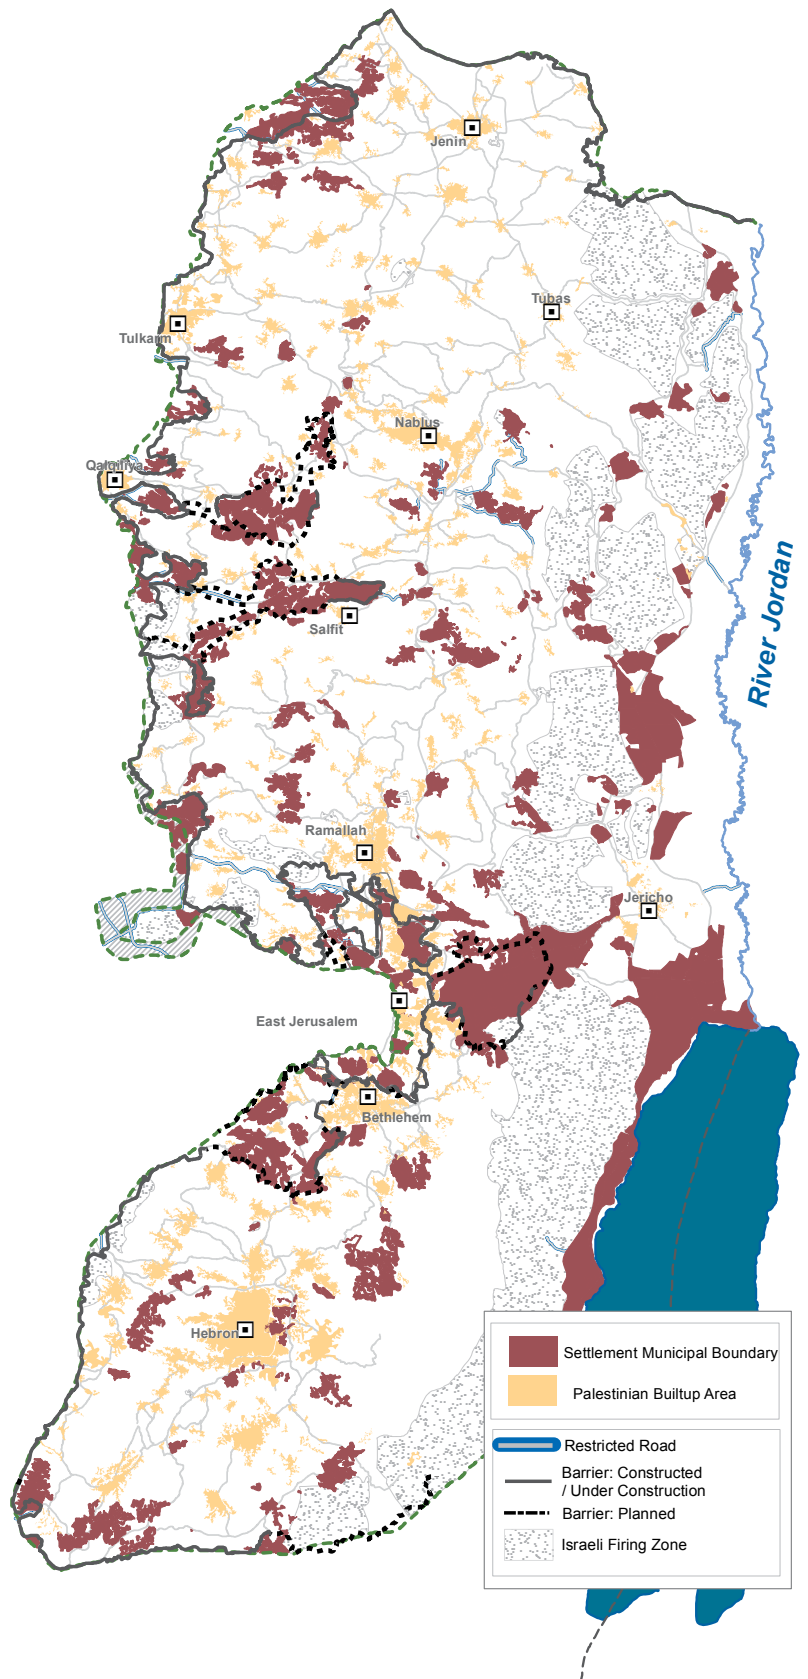 Jenin
Tubas
Tulkarm
Nablus
Qalqiliya
River Jordan
Salfit
Ramallah
Jericho
East Jerusalem
Bethlehem
Hebron
Settlement Municipal Boundary
Palestinian Builtup Area
Restricted Road
Barrier: Constructed
/ Under Construction
Barrier: Planned
Israeli Firing Zone